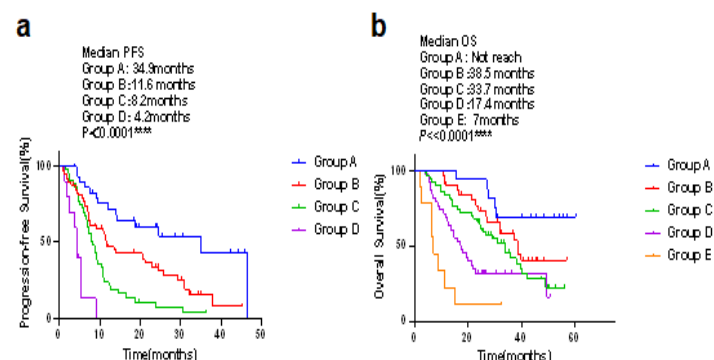 a
Median PFS
Group A: 34.9months
Group B:11.6 months
Group C:8.2months
Group D: 4.2months
P<0.0001****
Progression-free Survival(%)
100
50
0
0 10 20 30 40 50
Time(months)
Group A
Group B
Group C
Group D
b
Median OS
Group A: Not reach
Group B:38.5 months
Group C:33.7 months
Group D:17.4 months
Group E: 7months
P<<0.0001****
Overall Survival(%)
100
50
0
0 20 40 60
Time(months)
Group A
Group B
Group C
Group D
Group E